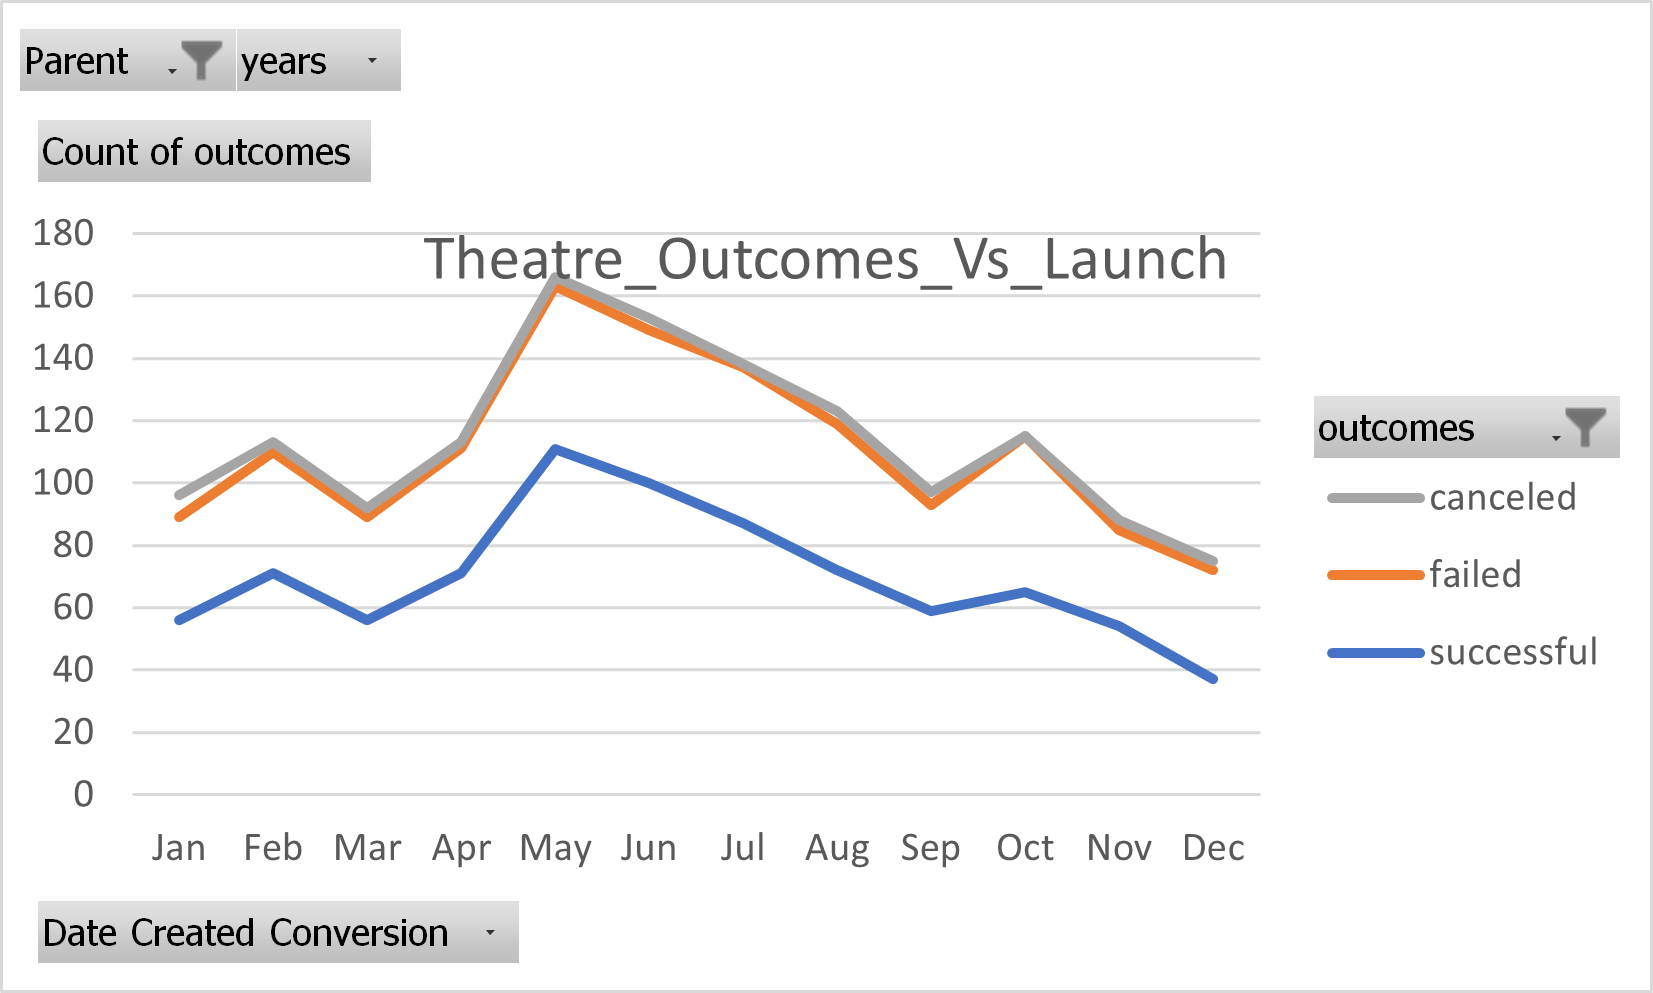 Parent years
Count of outcomes
Theatre_Outcomes_Vs_Launch
180
160
140
120
100
80
60
40
20
0
Jan Feb Mar Apr May Jun Jul Aug Sep Oct Nov Dec
outcomes
canceled
failed
successful
Date Created Conversion